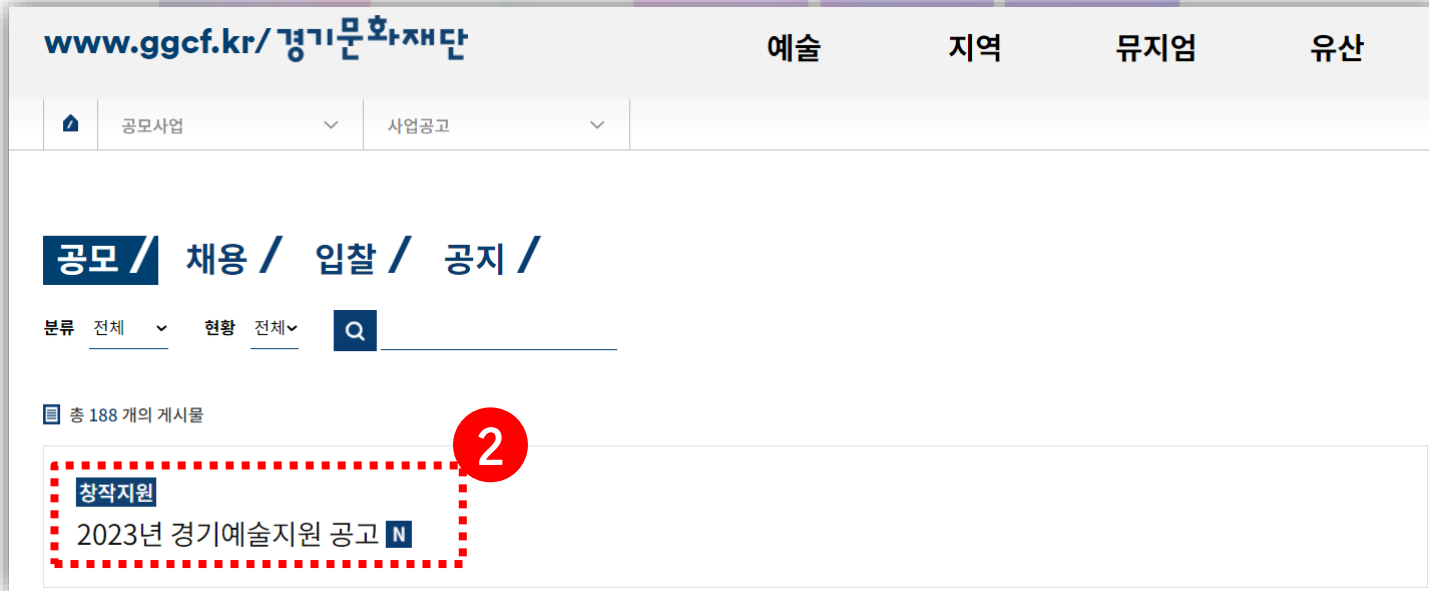 www.ggcf.kr/경기문화재단
예술 지역 뮤지엄 유산
공모사업 사업공고
공모/ 채용/ 입찰/ 공지/
분류 전체 현황 전체
총 188 개의 게시물
2
창작지원
2023년 경기예술지원 공고 N